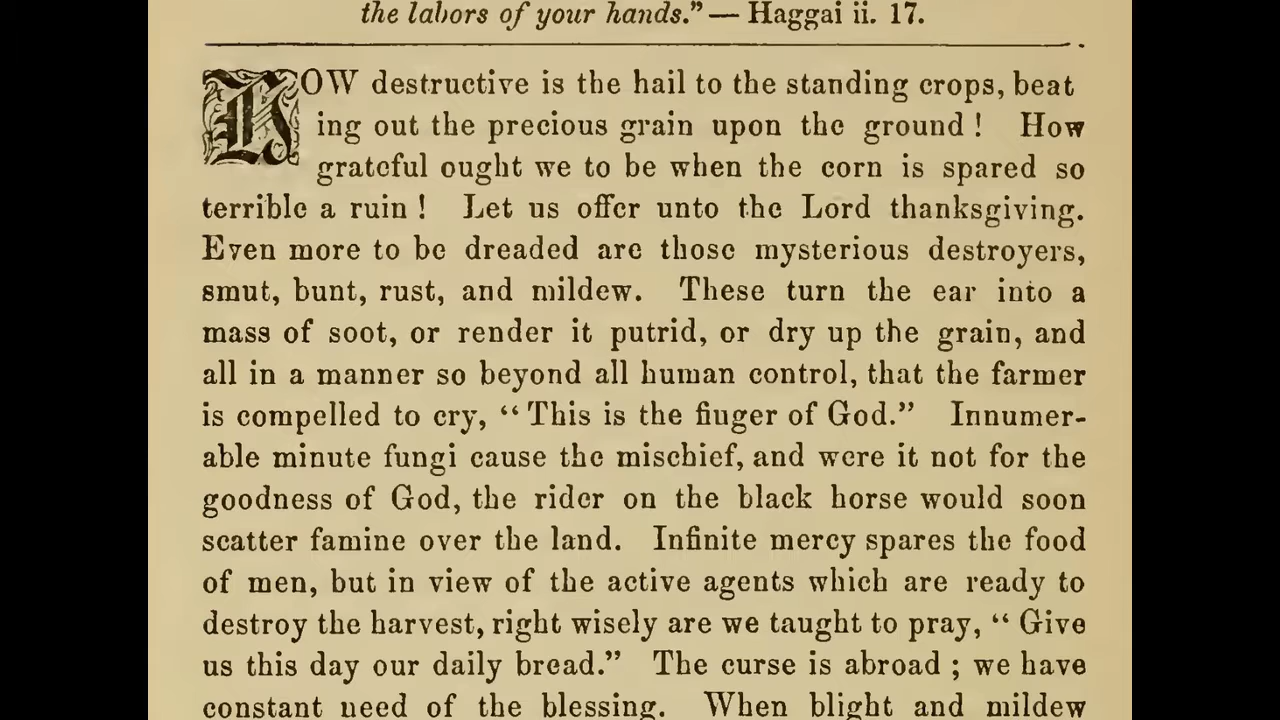 the labors of your hands.” — Haggai ii. 17.
HOW destructive is the hail to the standing crops, beat
ing out the precious grain upon the ground ! How
grateful ought we to be when the corn is spared so
terrible a ruin ! Let us offer unto the Lord thanksgiving.
Even more to be dreaded are those mysterious destroyers,
smut, bunt, rust, and mildew. These turn the ear into a
mass of soot, or render it putrid, or dry up the grain, and
all in a manner so beyond all human control, that the farmer
is compelled to cry, “ This is the finger of God.” Innumer-
able minute fungi cause the mischief, and were it not for the
goodness of God, the rider on the black horse would soon
scatter famine over the land. Infinite mercy spares the food
of men, but in view of the active agents which are ready to
destroy the harvest, right wisely are we taught to pray, “ Give
us this day our daily bread.” The curse is abroad ; we have
constant need of the blessing. When blight and mildew